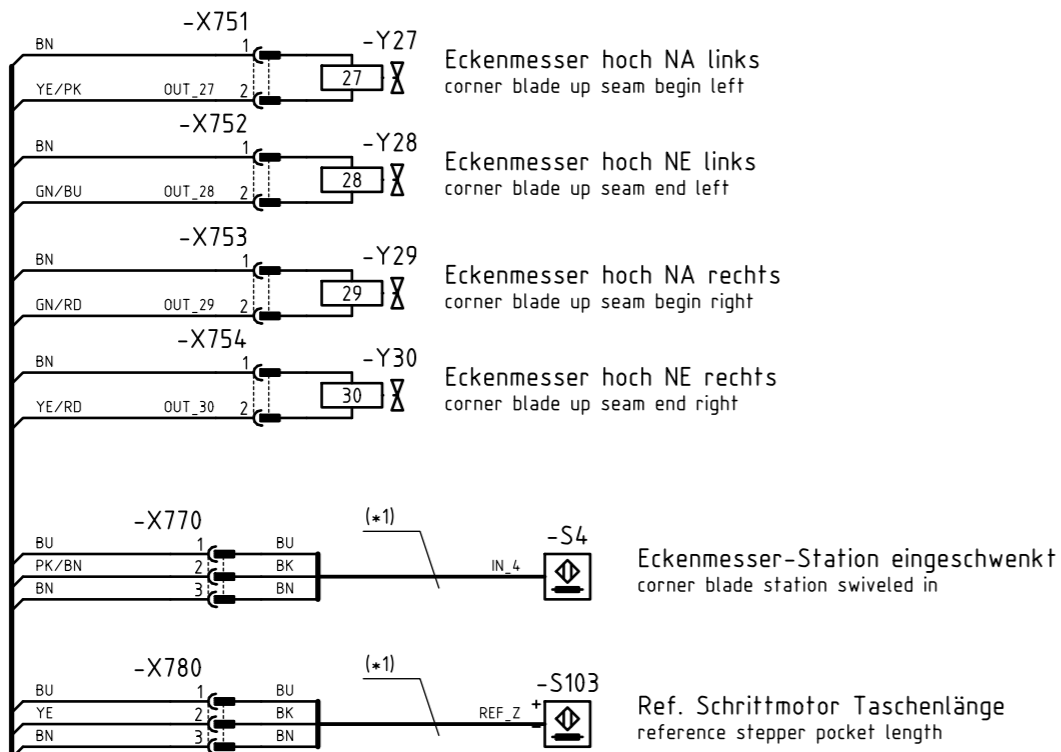 -X751
BN 1 -Y27
27 Eckenmesser hoch NA links
corner blade up seam begin left
YE/PK OUT_27 2
-X752
BN 1 -Y28
28 Eckenmesser hoch NE links
corner blade up seam end left
GN/BU OUT_28 2
-X753
BN 1 -Y29
29 Eckenmesser hoch NA rechts
corner blade up seam begin right
GN/RD OUT_29 2
-X754
BN 1 -Y30
30 Eckenmesser hoch NE rechts
corner blade up seam end right
YE/RD OUT_30 2
-X770 (*1) -S4
BU 1 BU
PK/BN 2 BK IN_4 Eckenmesser-Station eingeschwenkt
BN 3 BN corner blade station swiveled in
-X780 (*1) -S103
BU 1 BU +
YE 2 BK REF_Z - Ref. Schrittmotor Taschenlänge
BN 3 BN reference stepper pocket length